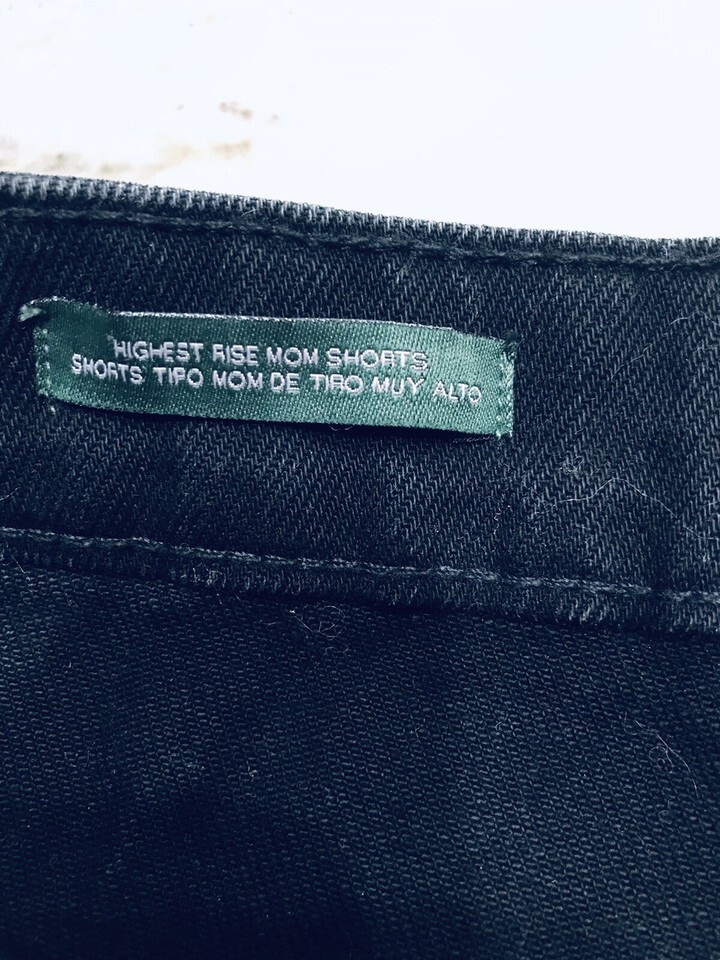 HIGHEST RISE MOM SHORTS
SHORTS TIPO MOM DE TIRO MUY ALTO